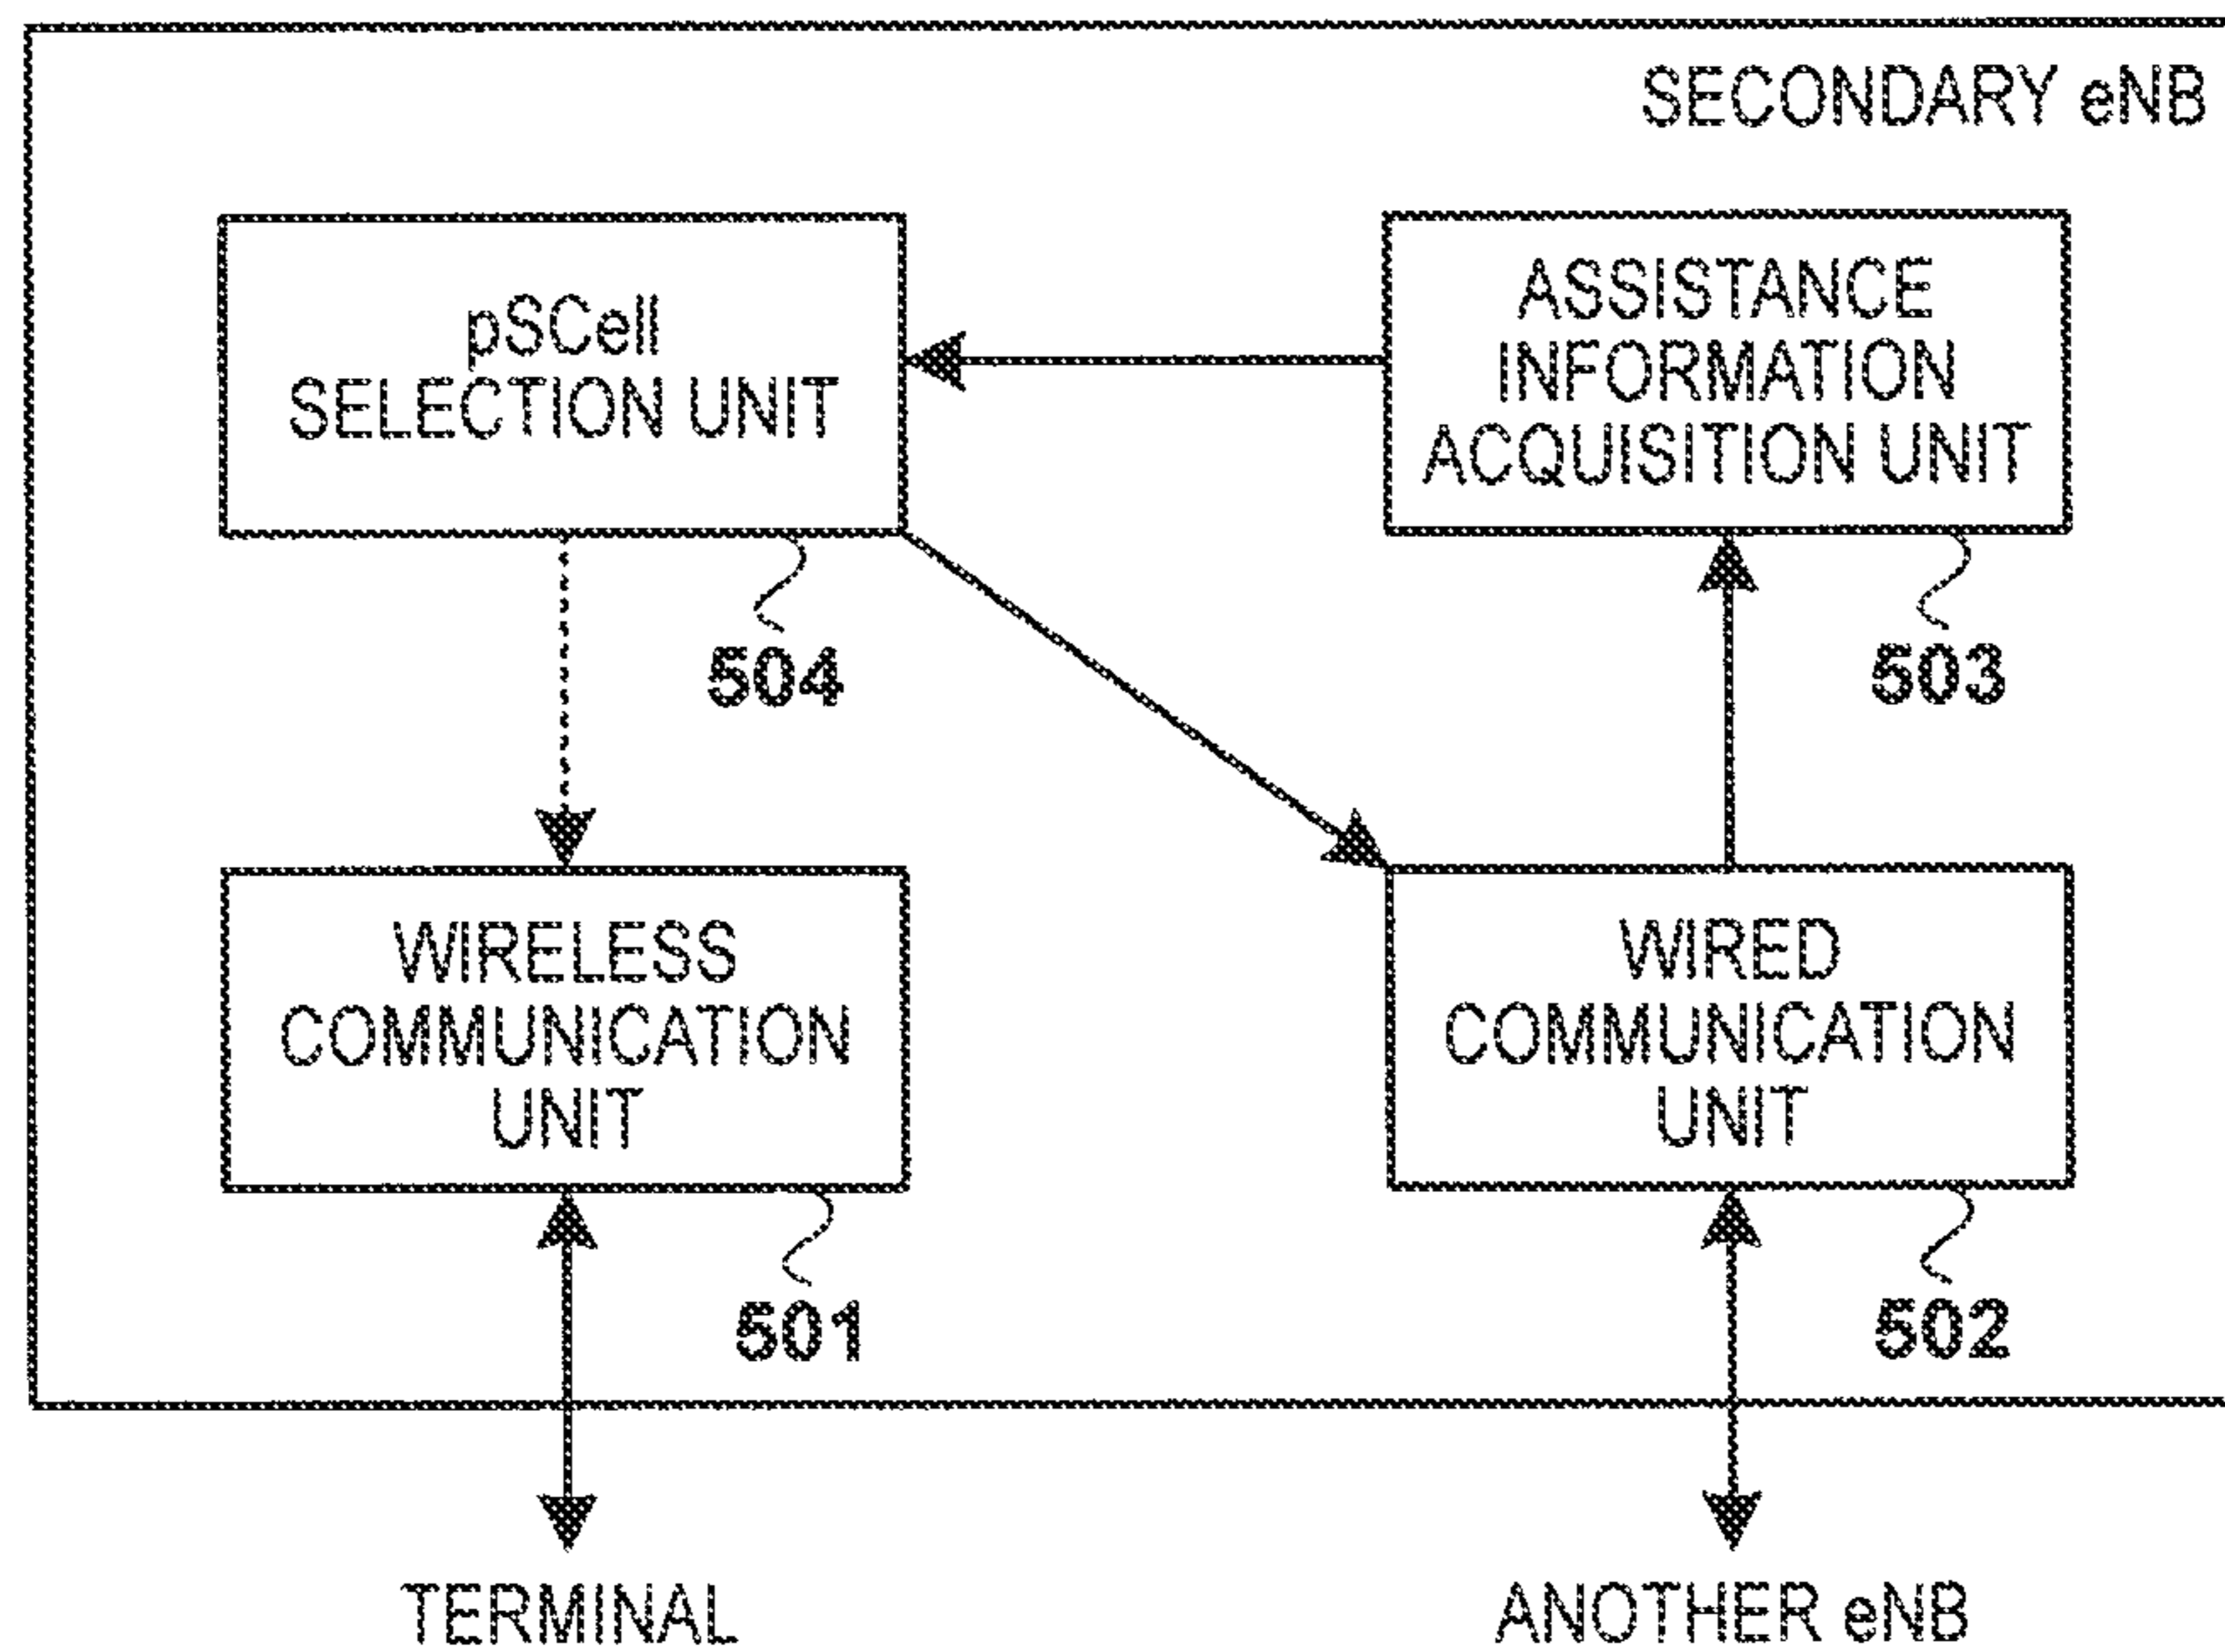 SECONDARY eNB
pSCell
SELECTION UNIT
ASSISTANCE
INFORMATION
ACQUISITION UNIT
504
503
WIRELESS
COMMUNICATION
UNIT
WIRED
COMMUNICATION
UNIT
501
502
TERMINAL
ANOTHER eNB